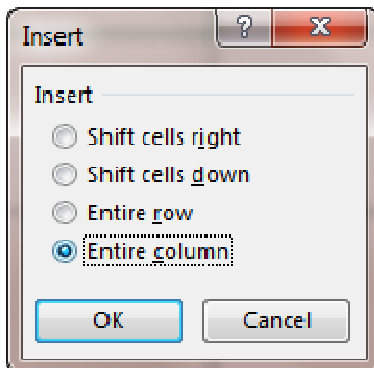 Insert
?
X
Insert
Shift cells right
Shift cells down
Entire row
Entire column
OK
Cancel